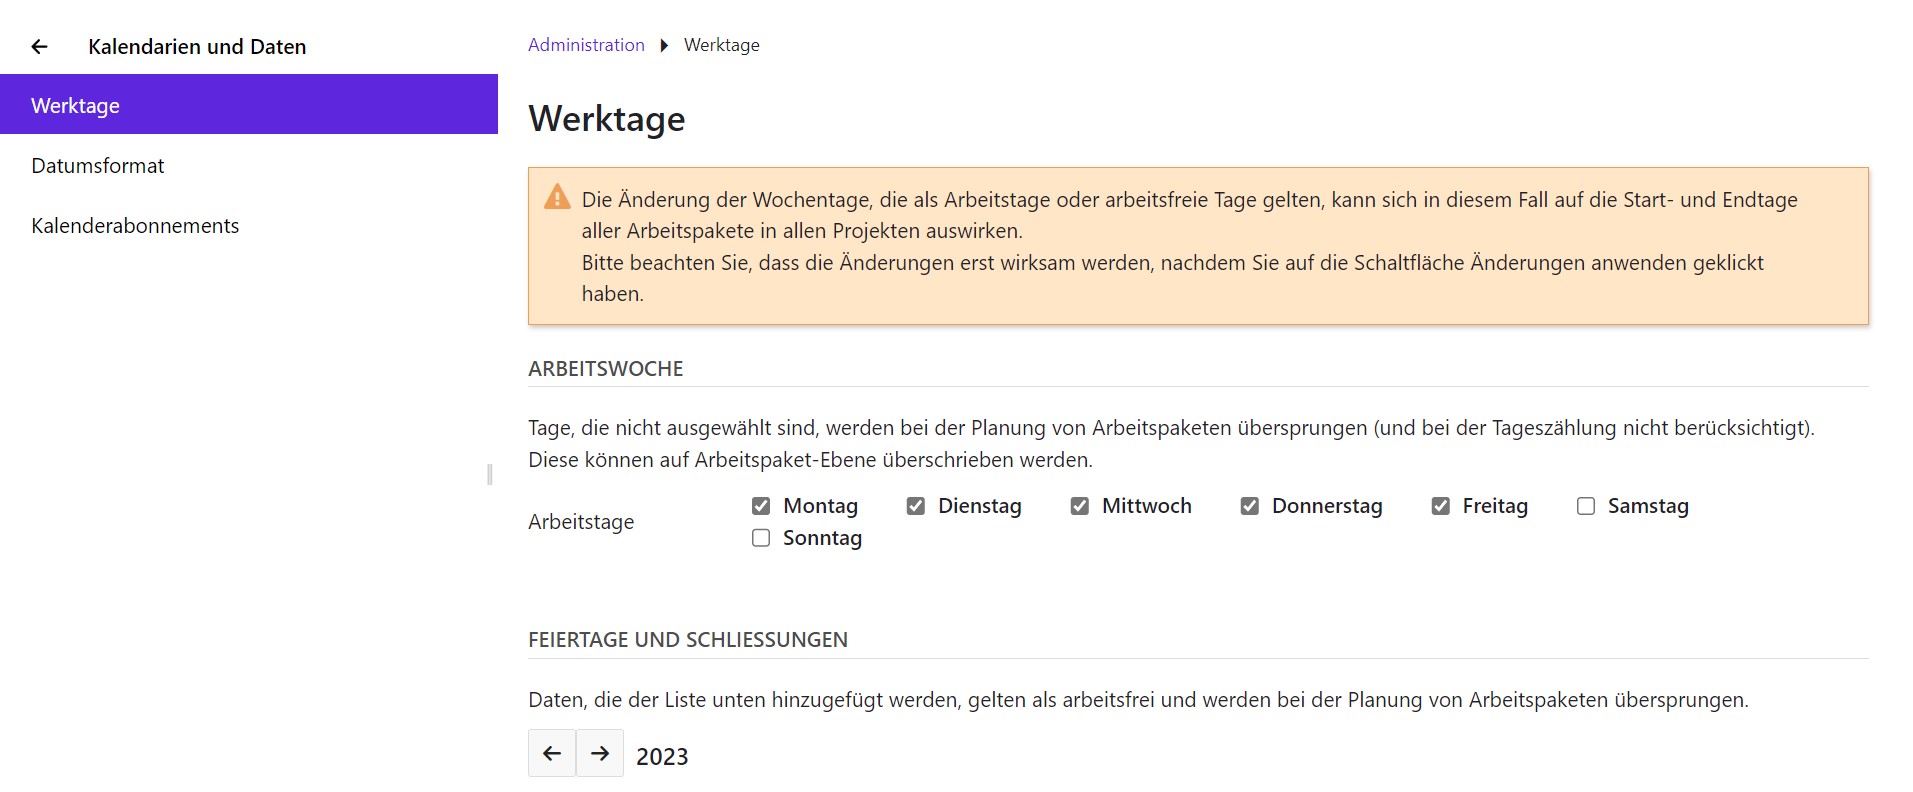 Kalendarien und Daten
Werktage
Datumsformat
Kalenderabonnements
Administration Werktage
Werktage
Die Änderung der Wochentage, die als Arbeitstage oder arbeitsfreie Tage gelten, kann sich in diesem Fall auf die Start- und Endtage
aller Arbeitspakete in allen Projekten auswirken.
Bitte beachten Sie, dass die Änderungen erst wirksam werden, nachdem Sie auf die Schaltfläche Änderungen anwenden geklickt
haben.
ARBEITSWOCHE
Tage, die nicht ausgewählt sind, werden bei der Planung von Arbeitspaketen übersprungen (und bei der Tageszählung nicht berücksichtigt).
Diese können auf Arbeitspaket-Ebene überschrieben werden.
Arbeitstage
Montag Dienstag Mittwoch Donnerstag Freitag Samstag
Sonntag
FEIERTAGE UND SCHLIESSUNGEN
Daten, die der Liste unten hinzugefügt werden, gelten als arbeitsfrei und werden bei der Planung von Arbeitspaketen übersprungen.
2023